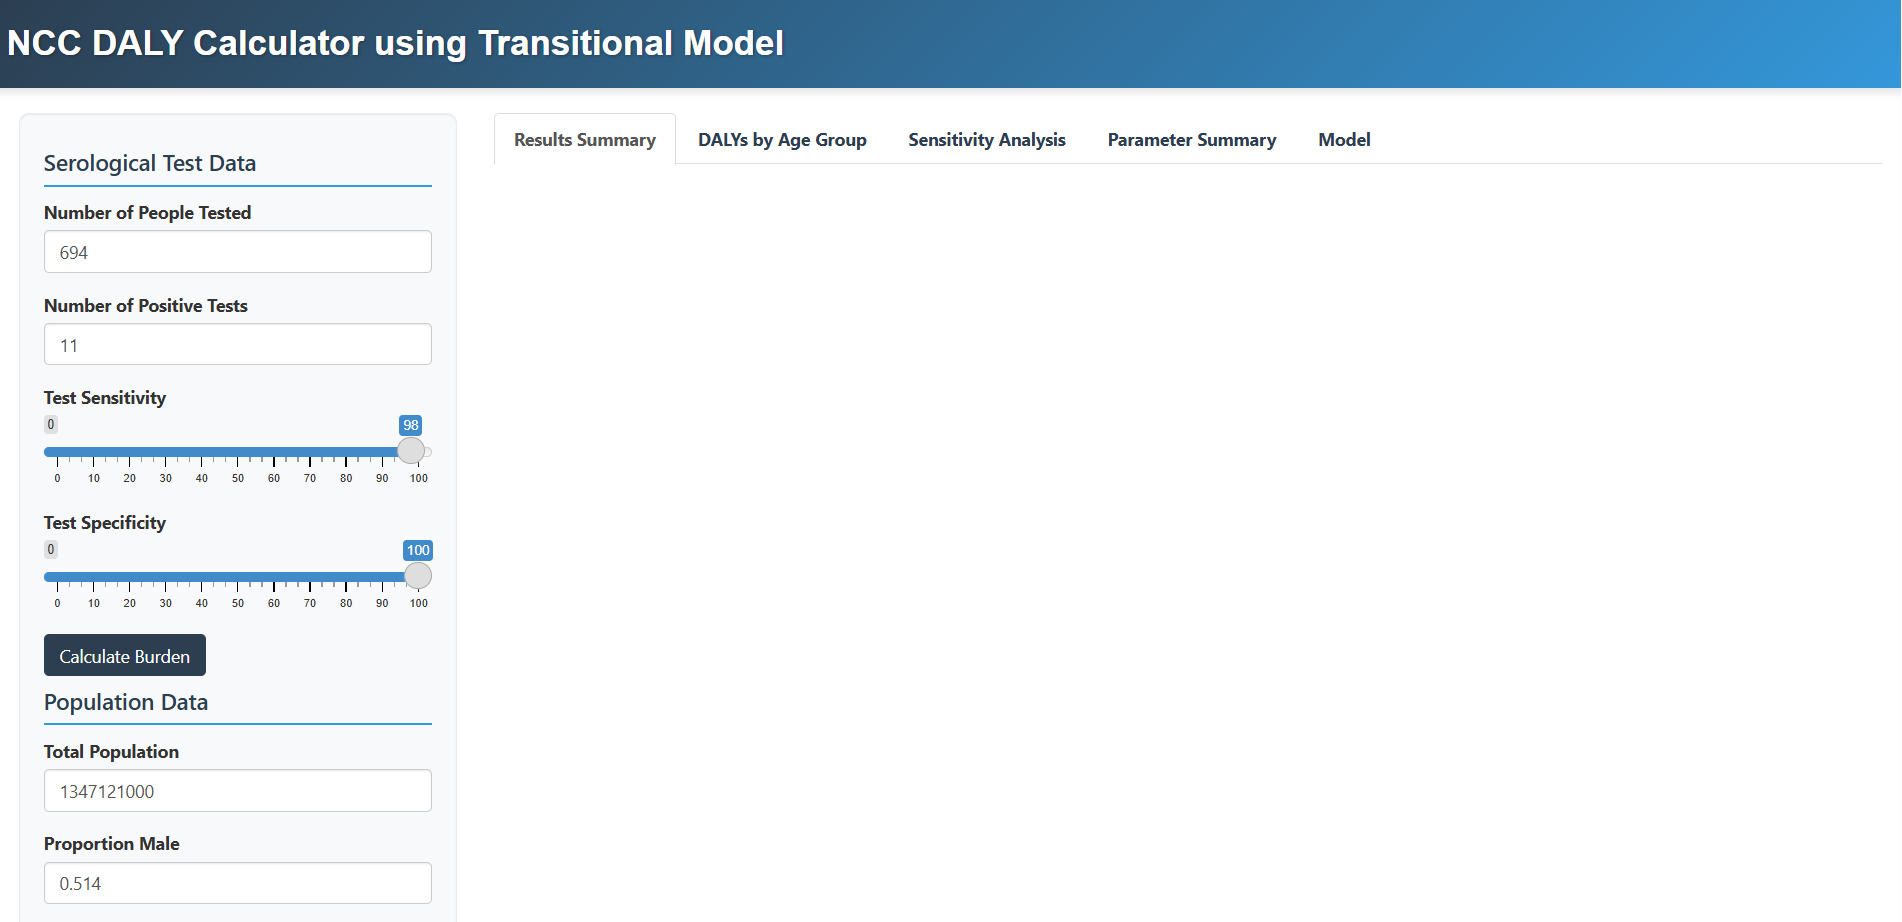 NCC DALY Calculator using Transitional Model
Results Summary DALYs by Age Group Sensitivity Analysis Parameter Summary Model
Serological Test Data
Number of People Tested
694
Number of Positive Tests
11
Test Sensitivity
0 98
0 10 20 30 40 50 60 70 80 90 100
Test Specificity
0 100
0 10 20 30 40 50 60 70 80 90 100
Calculate Burden
Population Data
Total Population
1347121000
Proportion Male
0.514